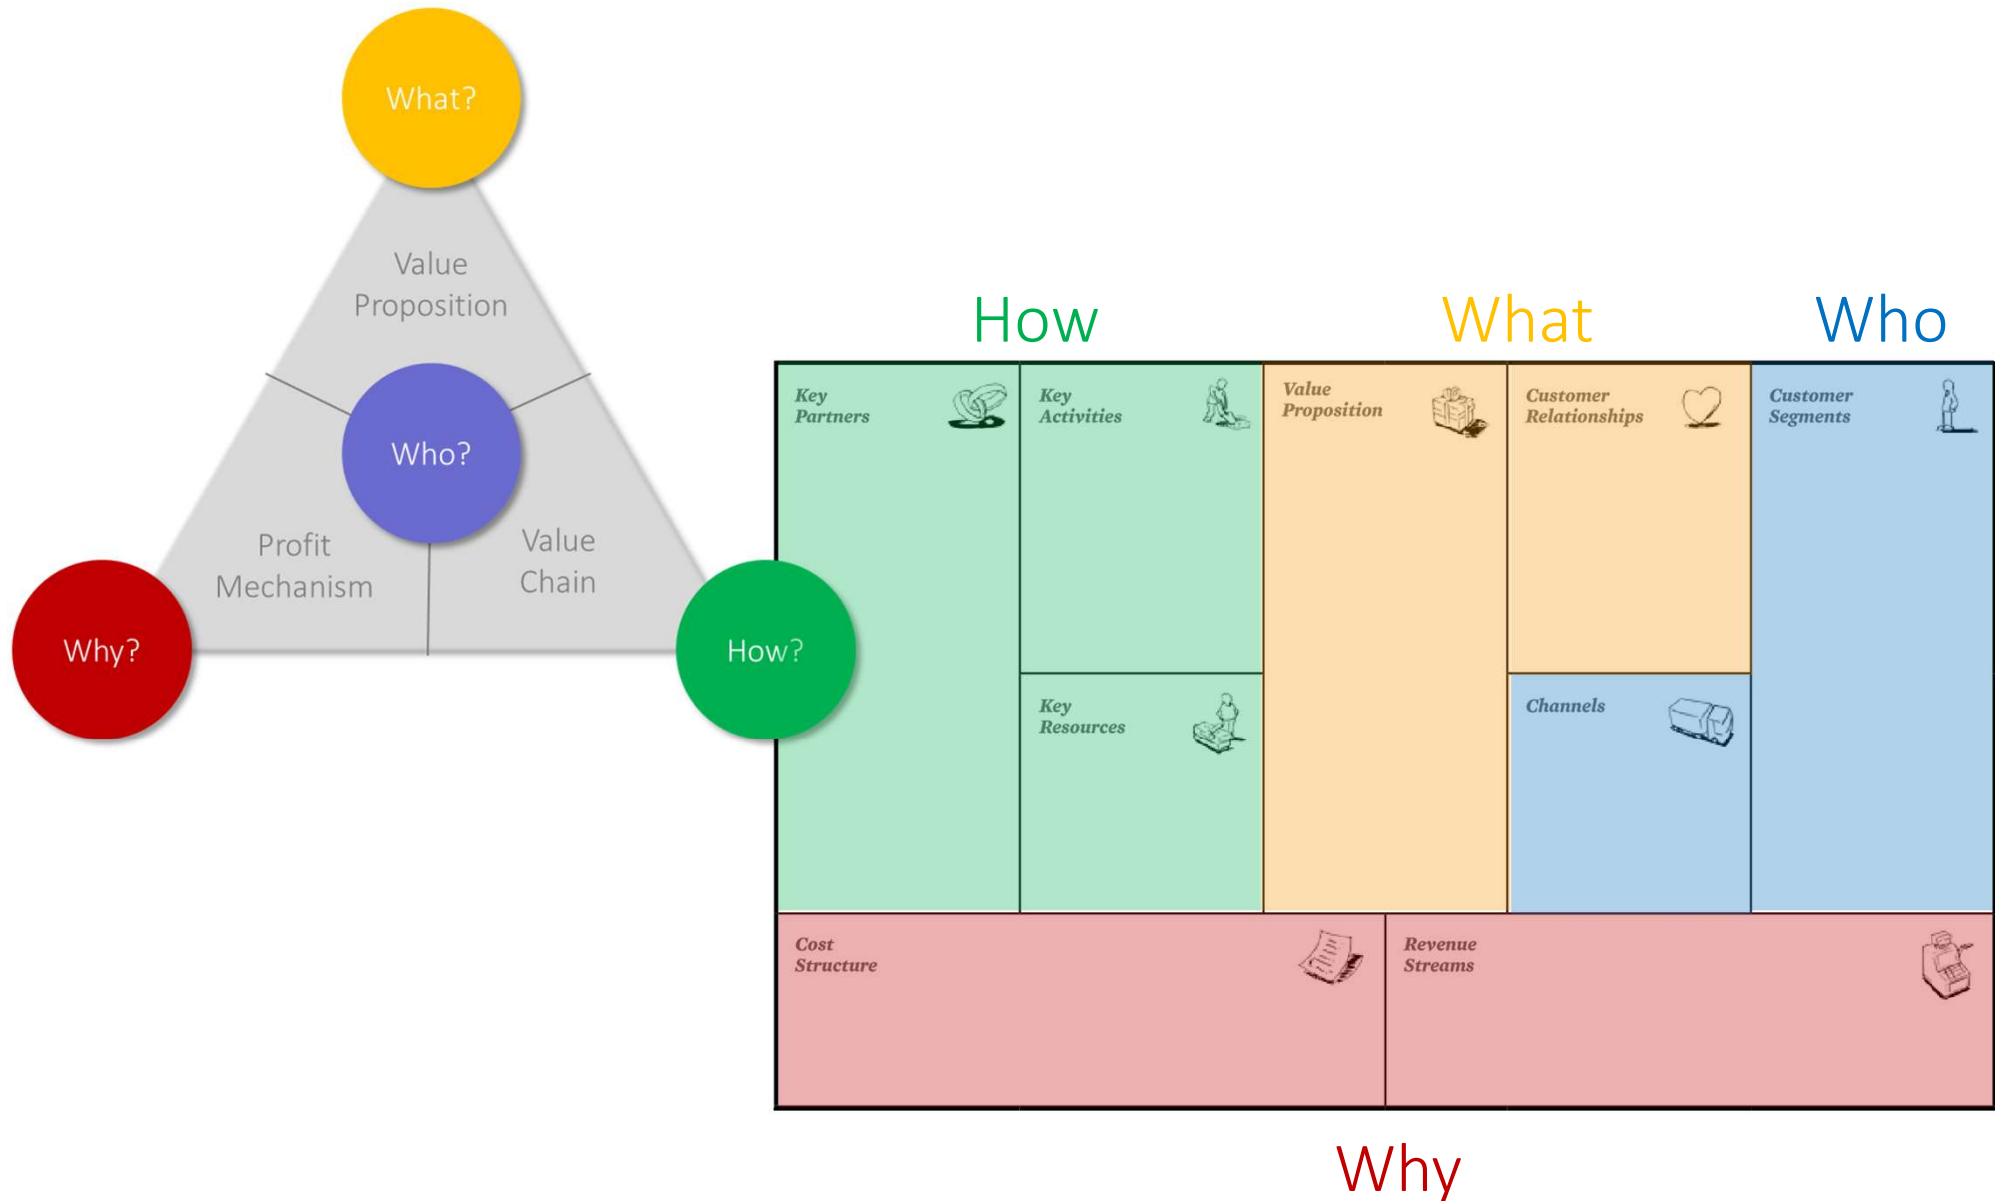 What?
Value
Proposition
Who?
Profit
Mechanism
Value
Chain
Why?
How?
How
What
Who
Key
Partners
Key
Activities
Value
Proposition
Customer
Relationships
Customer
Segments
Key
Resources
Channels
Cost
Structure
Revenue
Streams
Why